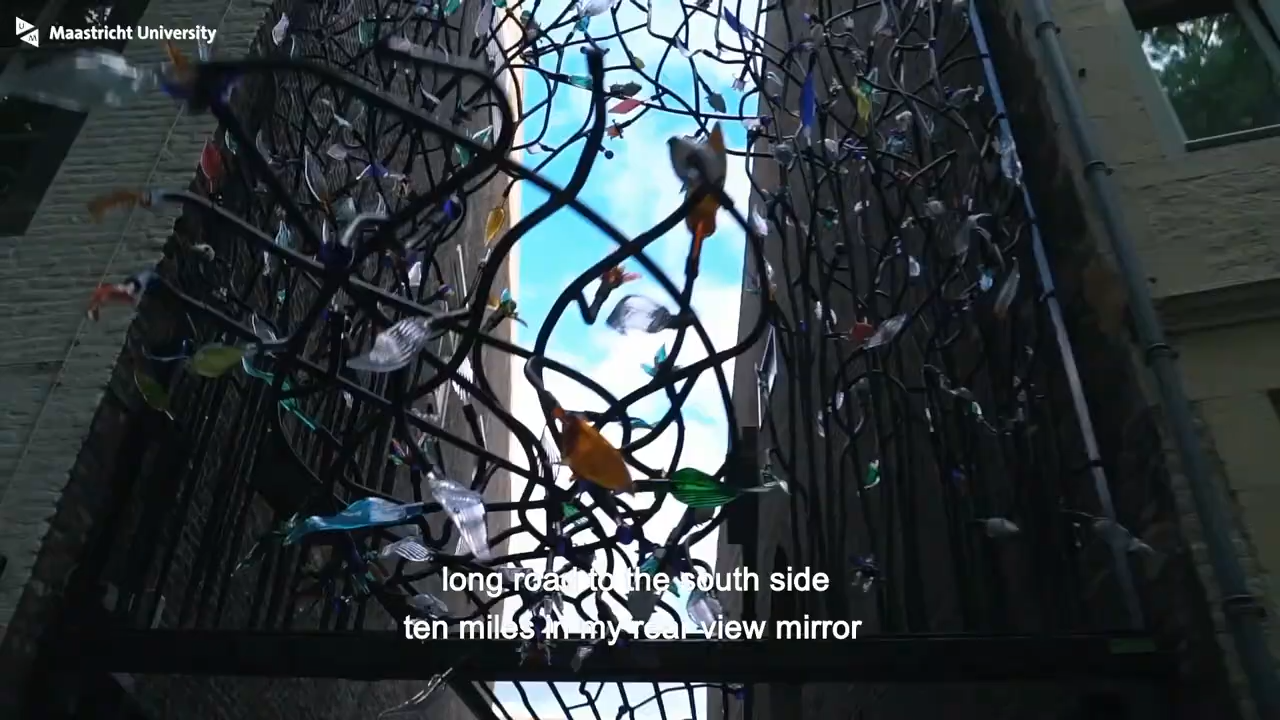 Maastricht University
long road to the south side
ten miles in my rear view mirror